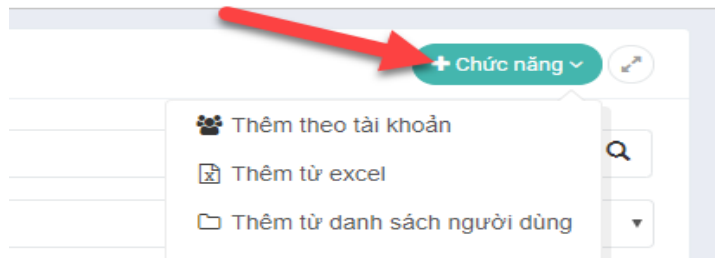 + Chức năng
Thêm theo tài khoản
Thêm từ excel
Thêm từ danh sách người dùng